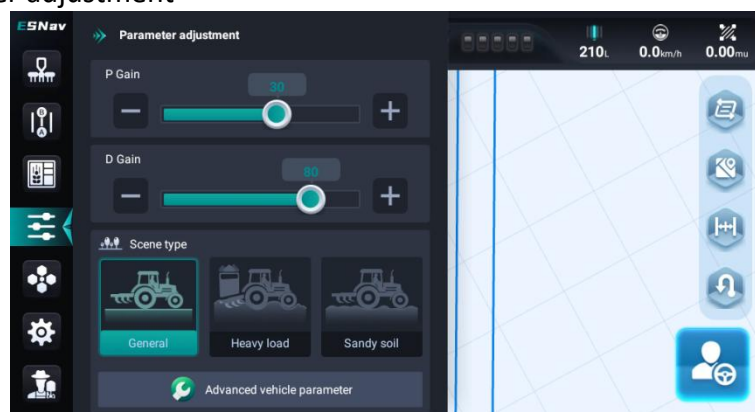 er adjustment
ESNav
Parameter adjustment
210L
0.0km/h
0.00mu
P Gain
30
D Gain
80
Scene type
General
Heavy load
Sandy soil
Advanced vehicle parameter
B
A